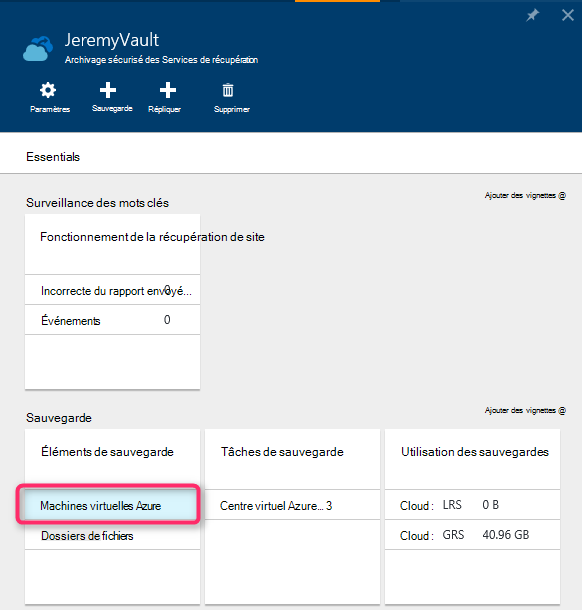 JeremyVault
Archivage sécurisé des Services de récupération
Paramètres Sauvegarde Répliquer Supprimer
Essentials
Surveillance des mots clés
Ajouter des vignettes @
Fonctionnement de la récupération de site
Incorrecte du rapport envoyé... 0
Événements 0
Sauvegarde
Ajouter des vignettes @
Éléments de sauvegarde
Machines virtuelles Azure
Dossiers de fichiers
Tâches de sauvegarde
Centre virtuel Azure... 3
Utilisation des sauvegardes
Cloud : LRS 0 B
Cloud : GRS 40.96 GB